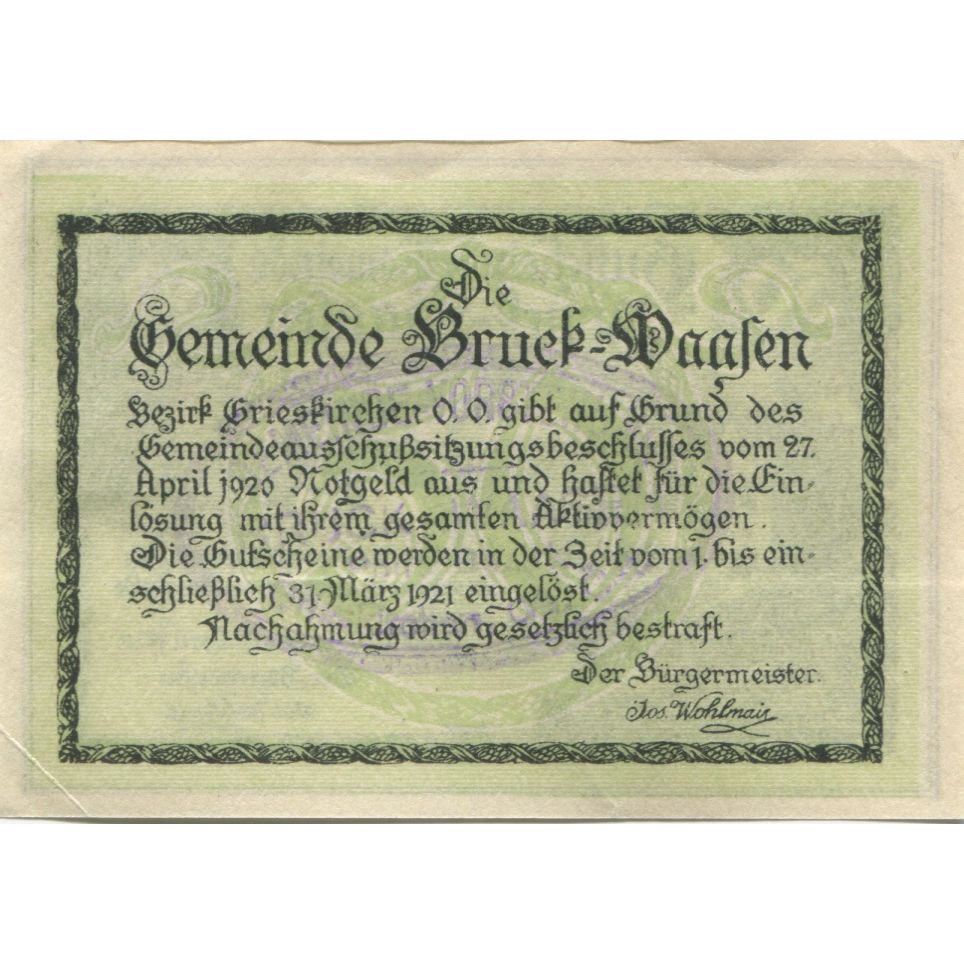 Die
Gemeinde Bruck-Waasen
Bezirk Grieskirchen O.O. gibt auf Grund des
Gemeindeausschußsitzungsbeschlusses vom 27.
April 1920 Notgeld aus und haftet für die Ein-
lösung mit ihrem gesamten Aktivvermögen.
Die Gutscheine werden in der Zeit vom 1. bis ein-
schließlich 31. März 1921 eingelöst.
Nachahmung wird gesetzlich bestraft.
Der Bürgermeister.
Jos. Wohlmair